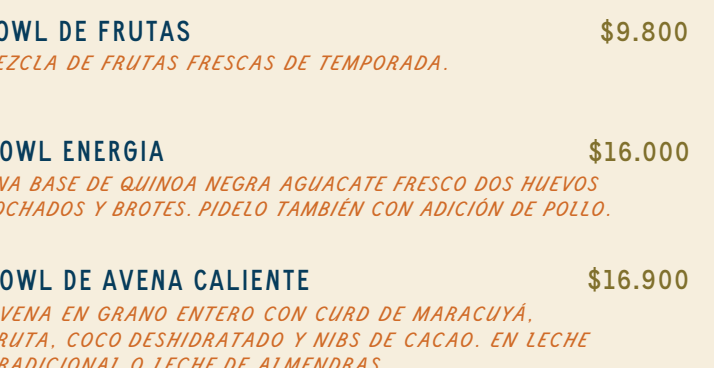 OWL DE FRUTAS $9.800
EZCLA DE FRUTAS FRESCAS DE TEMPORADA.
OWL ENERGIA $16.000
NA BASE DE QUINOA NEGRA AGUACATE FRESCO DOS HUEVOS
OCHADOS Y BROTES. PIDELO TAMBIÉN CON ADICIÓN DE POLLO.
OWL DE AVENA CALIENTE $16.900
VENA EN GRANO ENTERO CON CURD DE MARACUYÁ,
RUTA, COCO DESHIDRATADO Y NIBS DE CACAO. EN LECHE
RADICIONAL O LECHE DE ALMENDRAS